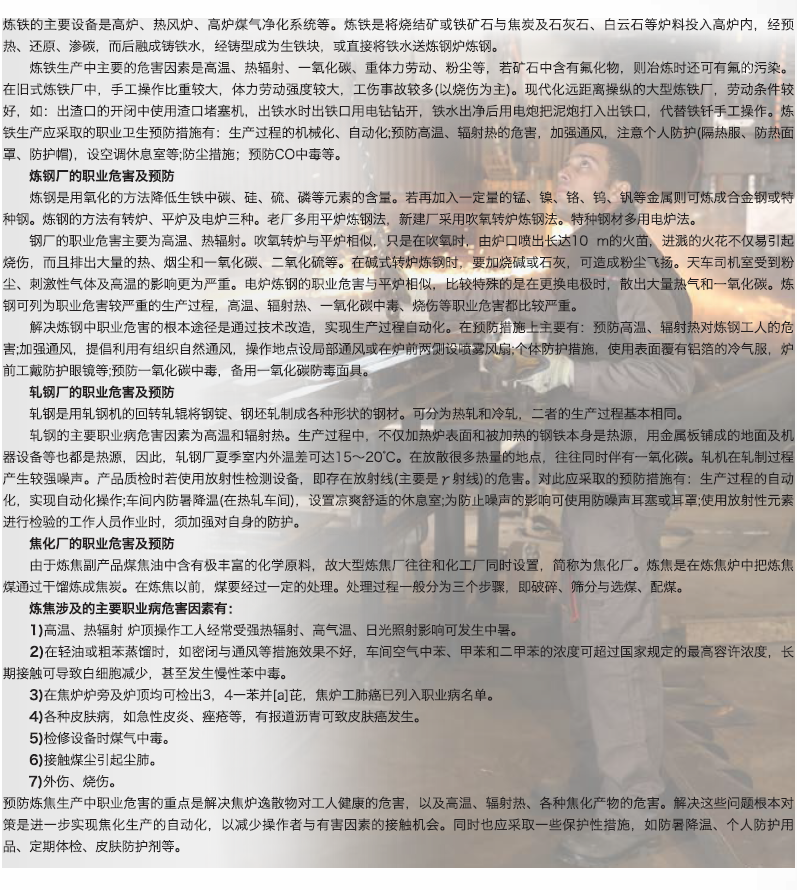 炼铁的主要设备是高炉、热风炉、高炉煤气净化系统等。炼铁是将烧结矿或铁矿石与焦炭及石灰石、白云石等炉料投入高炉内，经预
热、还原、渗碳，而后融成铸铁水，经铸型成为生铁块，或直接将铁水送炼钢炉炼钢。
炼铁生产中主要的危害因素是高温、热辐射、一氧化碳、重体力劳动、粉尘等，若矿石中含有氟化物，则冶炼时还可有氟的污染。
在旧式炼铁厂中，手工操作比重较大，体力劳动强度较大，工伤事故较多(以烧伤为主)。现代化远距离操纵的大型炼铁厂，劳动条件较
好，如：出渣口的开闭中使用渣口堵塞机，出铁水时出铁口用电钻钻开，铁水出净后用电炮把泥炮打入出铁口，代替铁钎手工操作。炼
铁生产应采取的职业卫生预防措施有：生产过程的机械化、自动化;预防高温、辐射热的危害，加强通风，注意个人防护(隔热服、防热面
罩、防护帽)，设空调休息室等;防尘措施；预防CO中毒等。
炼钢厂的职业危害及预防
炼钢是用氧化的方法降低生铁中碳、硅、硫、磷等元素的含量。若再加入一定量的锰、镍、铬、钨、钒等金属则可炼成合金钢或特
种钢。炼钢的方法有转炉、平炉及电炉三种。老厂多用平炉炼钢法，新建厂采用吹氧转炉炼钢法。特种钢材多用电炉法。
钢厂的职业危害主要为高温、热辐射。吹氧转炉与平炉相似，只是在吹氧时，由炉口喷出长达10 m的火苗，迸溅的火花不仅易引起
烧伤，而且排出大量的热、烟尘和一氧化碳、二氧化硫等。在碱式转炉炼钢时，要加烧碱或石灰，可造成粉尘飞扬。天车司机室受到粉
尘、刺激性气体及高温的影响更为严重。电炉炼钢的职业危害与平炉相似，比较特殊的是在更换电极时，散出大量热气和一氧化碳。炼
钢可列为职业危害较严重的生产过程，高温、辐射热、一氧化碳中毒、烧伤等职业危害都比较严重。
解决炼钢中职业危害的根本途径是通过技术改造，实现生产过程自动化。在预防措施上主要有：预防高温、辐射热对炼钢工人的危
害;加强通风，提倡利用有组织自然通风，操作地点设局部通风或在炉前两侧设喷雾风扇;个体防护措施，使用表面覆有铝箔的冷气服，炉
前工戴防护眼镜等;预防一氧化碳中毒，备用一氧化碳防毒面具。
轧钢厂的职业危害及预防
轧钢是用轧钢机的回转轧辊将钢锭、钢坯轧制成各种形状的钢材。可分为热轧和冷轧，二者的生产过程基本相同。
轧钢的主要职业病危害因素为高温和辐射热。生产过程中，不仅加热炉表面和被加热的钢铁本身是热源，用金属板铺成的地面及机
器设备等也都是热源，因此，轧钢厂夏季室内外温差可达15～20℃。在放散很多热量的地点，往往同时伴有一氧化碳。轧机在轧制过程
产生较强噪声。产品质检时若使用放射性检测设备，即存在放射线(主要是γ射线)的危害。对此应采取的预防措施有：生产过程的自动
化，实现自动化操作;车间内防暑降温(在热轧车间)，设置凉爽舒适的休息室;为防止噪声的影响可使用防噪声耳塞或耳罩;使用放射性元素
进行检验的工作人员作业时，须加强对自身的防护。
焦化厂的职业危害及预防
由于炼焦副产品煤焦油中含有极丰富的化学原料，故大型炼焦厂往往和化工厂同时设置，简称为焦化厂。炼焦是在炼焦炉中把炼焦
煤通过干馏炼成焦炭。在炼焦以前，煤要经过一定的处理。处理过程一般分为三个步骤，即破碎、筛分与选煤、配煤。
炼焦涉及的主要职业病危害因素有：
1)高温、热辐射 炉顶操作工人经常受强热辐射、高气温、日光照射影响可发生中暑。
2)在轻油或粗苯蒸馏时，如密闭与通风等措施效果不好，车间空气中苯、甲苯和二甲苯的浓度可超过国家规定的最高容许浓度，长
期接触可导致白细胞减少，甚至发生慢性苯中毒。
3)在焦炉炉旁及炉顶均可检出3，4一苯并[a]芘，焦炉工肺癌已列入职业病名单。
4)各种皮肤病，如急性皮炎、痤疮等，有报道沥青可致皮肤癌发生。
5)检修设备时煤气中毒。
6)接触煤尘引起尘肺。
7)外伤、烧伤。
预防炼焦生产中职业危害的重点是解决焦炉逸散物对工人健康的危害，以及高温、辐射热、各种焦化产物的危害。解决这些问题根本对
策是进一步实现焦化生产的自动化，以减少操作者与有害因素的接触机会。同时也应采取一些保护性措施，如防暑降温、个人防护用
品、定期体检、皮肤防护剂等。